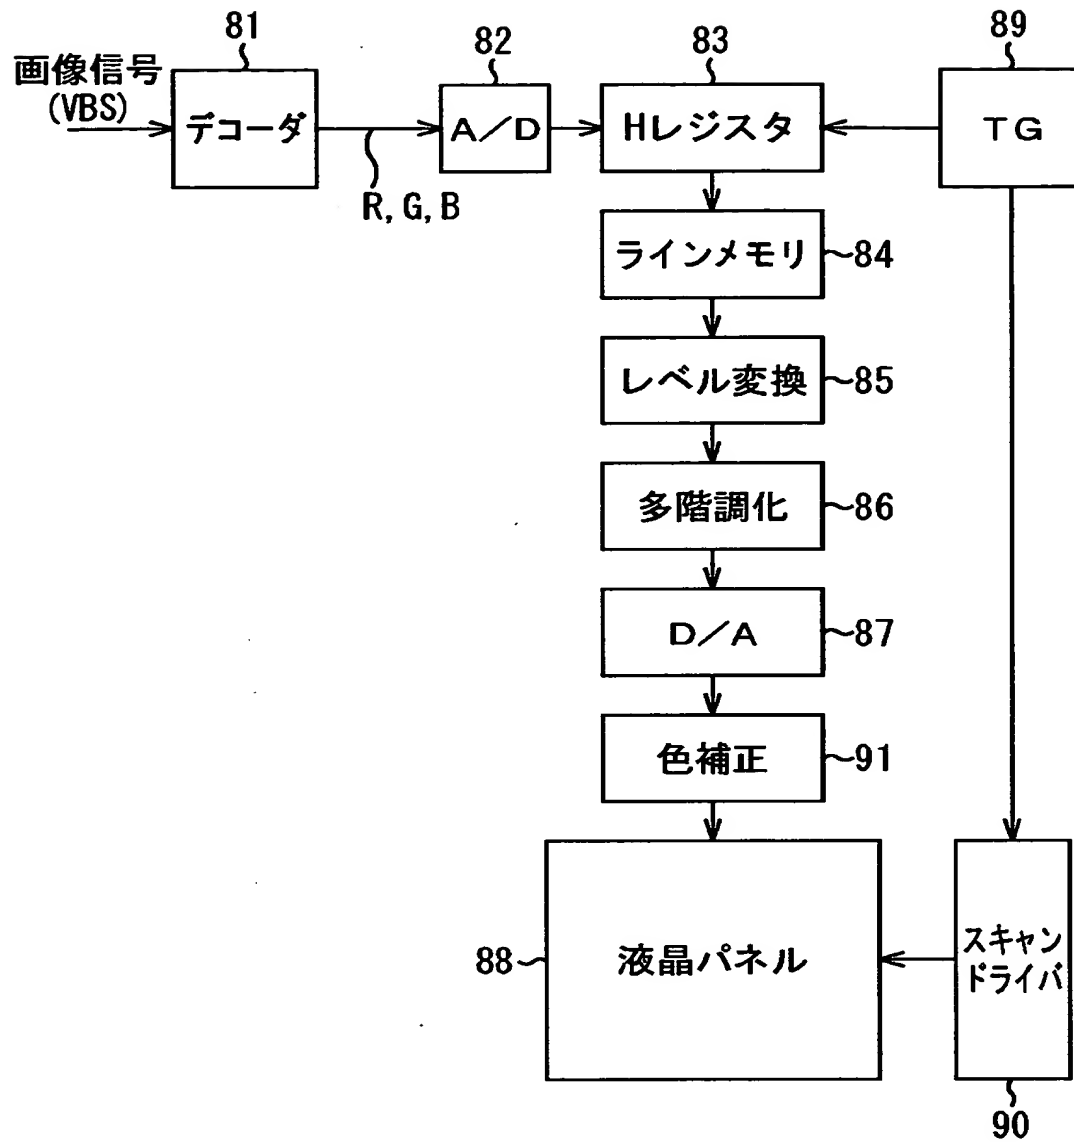 81
82
83
89
画像信号
(VBS)
デコーダ
A/D
Hレジスタ
TG
R, G, B
ラインメモリ
84
レベル変換
85
多階調化
86
D/A
87
色補正
91
88
液晶パネル
スキャン
ドライバ
90